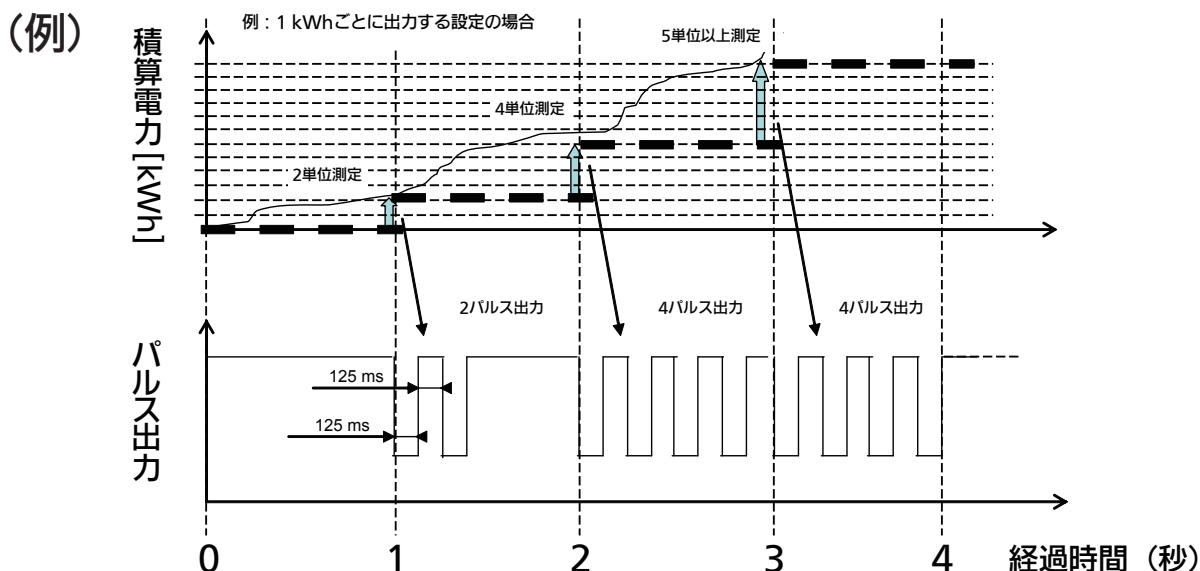 （例）
例 : 1 kWhごとに出力する設定の場合
積算電力[kWh]
5単位以上測定
4単位測定
2単位測定
2パルス出力
4パルス出力
4パルス出力
パルス出力
125 ms
125 ms
0 1 2 3 4 経過時間（秒）